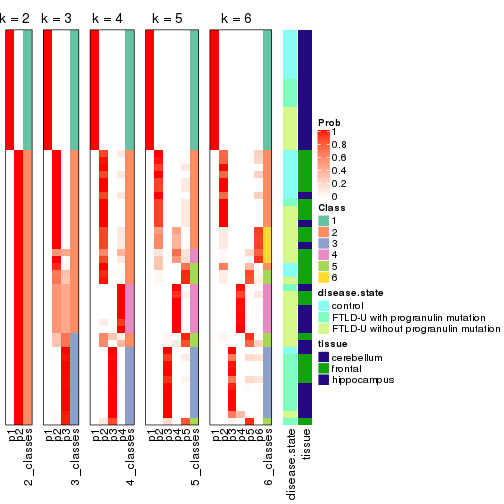 k = 2 k = 3 k = 4 k = 5 k = 6
Prob
1
0.8
0.6
0.4
0.2
0
Class
1
2
3
4
5
6
disease.state
control
FTLD-U with progranulin mutation
FTLD-U without progranulin mutation
tissue
cerebellum
frontal
hippocampus
p1
p2
2_classes
p1
p2
p3
3_classes
p1
p2
p3
p4
4_classes
p1
p2
p3
p4
p5
5_classes
p1
p2
p3
p4
p5
p6
6_classes
disease.state
tissue